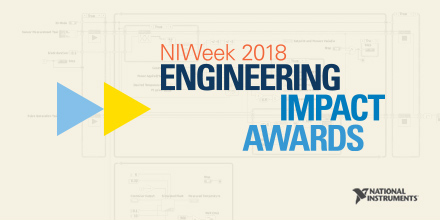 NIWeek 2018
ENGINEERING
IMPACT
AWARDS
NATIONAL
INSTRUMENTS